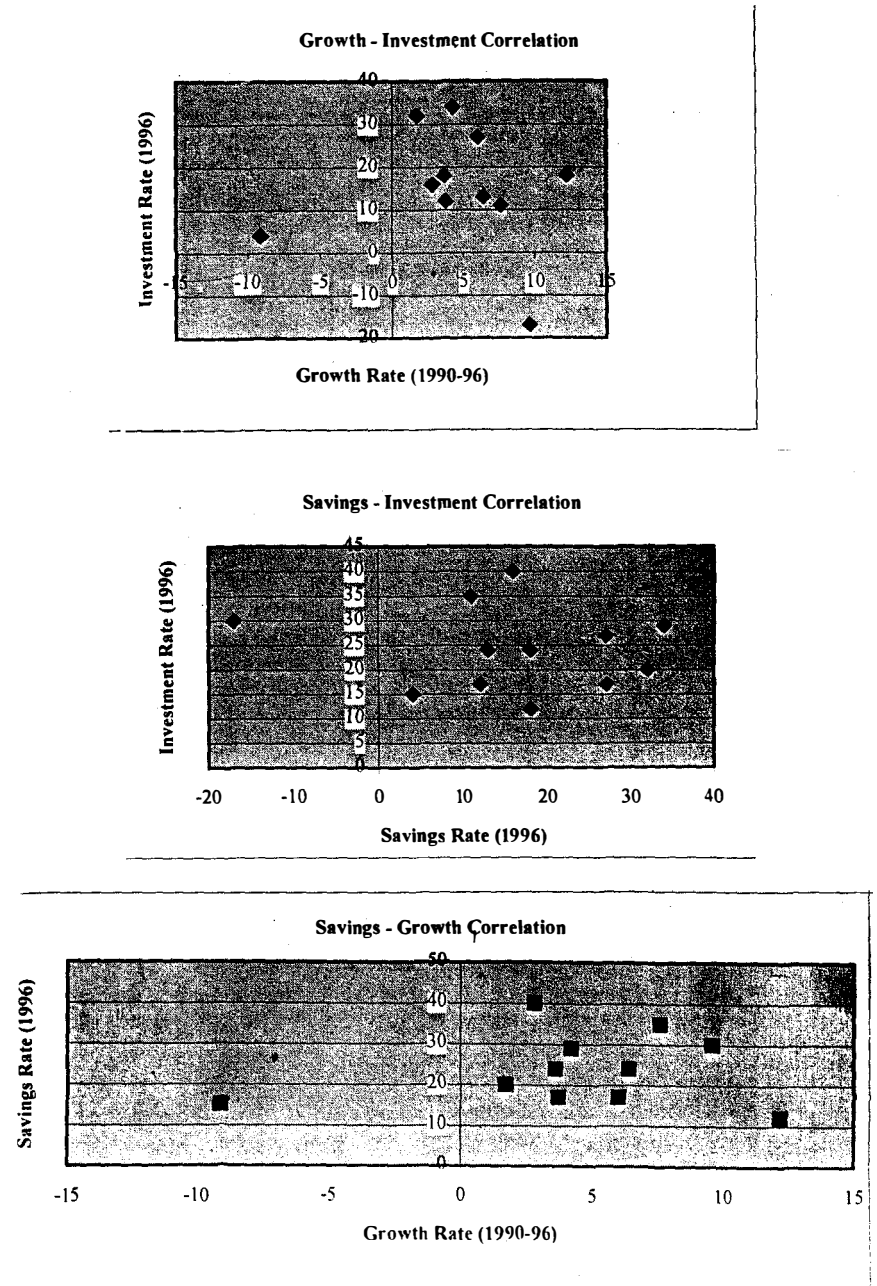 Growth - Investment Correlation
Investment Rate (1996)
40
30
20
10
0
-15 -10 -5 0 5 10 15
-10
20
Growth Rate (1990-96)
Savings - Investment Correlation
Investment Rate (1996)
45
40
35
30
25
20
15
10
5
0
-20 -10 0 10 20 30 40
Savings Rate (1996)
Savings - Growth Correlation
Savings Rate (1996)
50
40
30
20
10
0
-15 -10 -5 0 5 10 15
Growth Rate (1990-96)